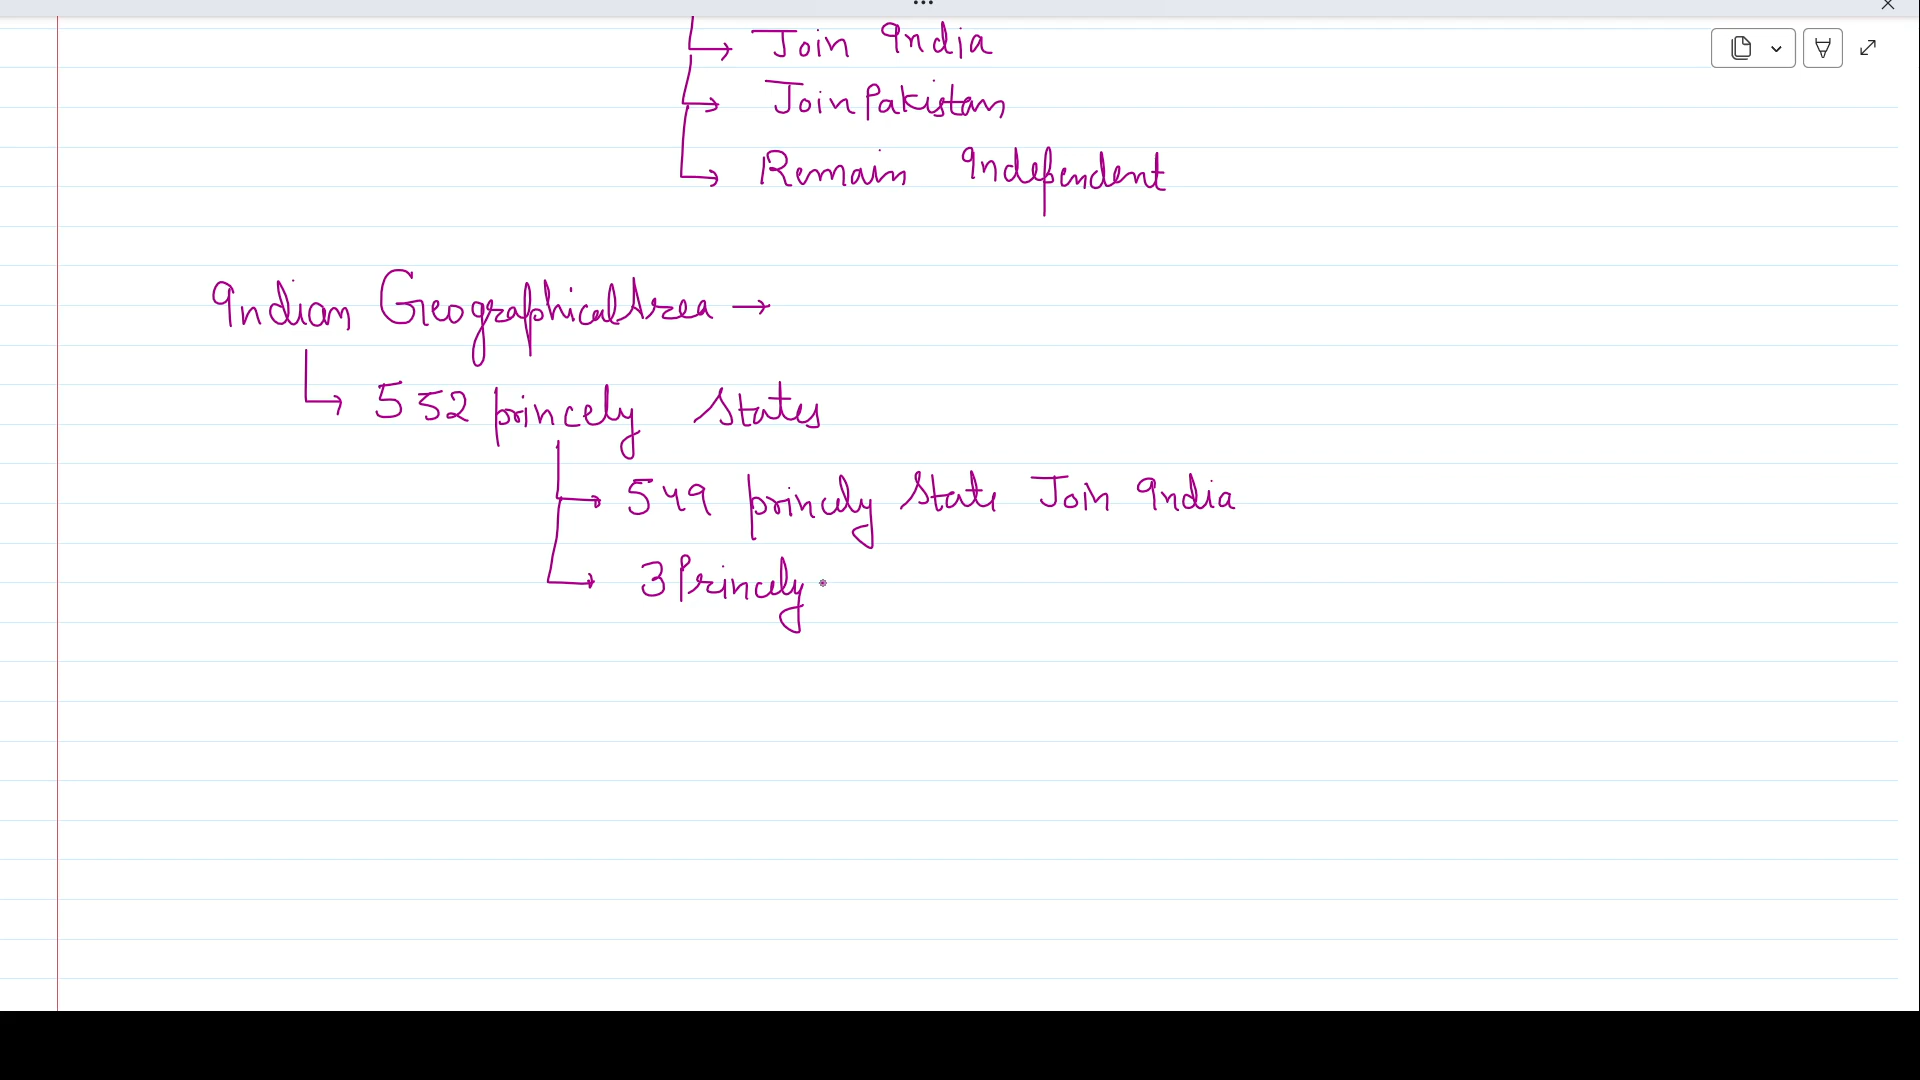 Join India
Join Pakistan
Remain Independent
Indian Geographical Area →
552 princely States
549 princely State Join India
3 Princely